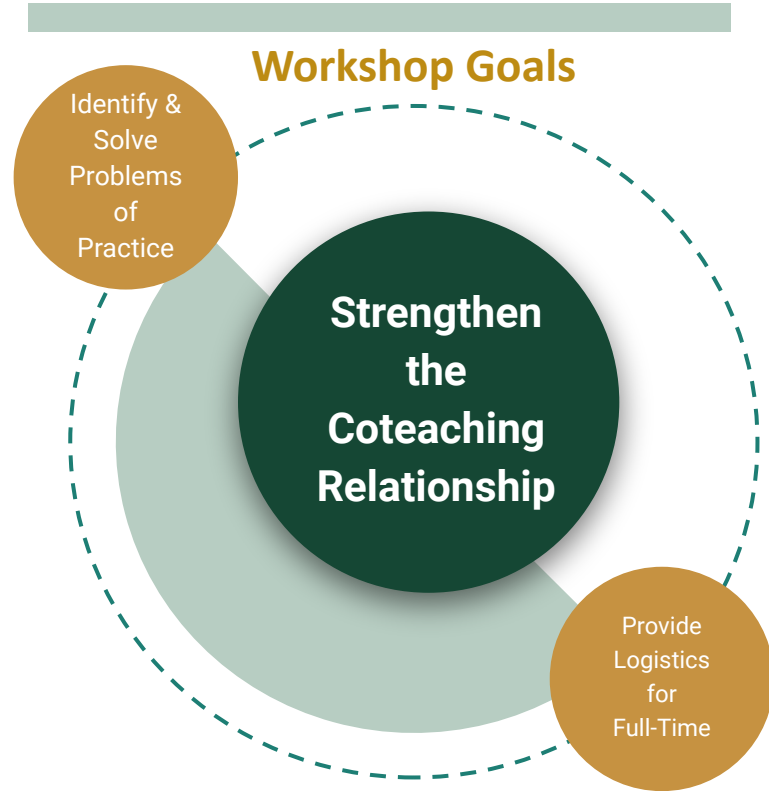 Workshop Goals
Identify &
Solve
Problems
of
Practice
Strengthen
the
Coteaching
Relationship
Provide
Logistics
for
Full-Time